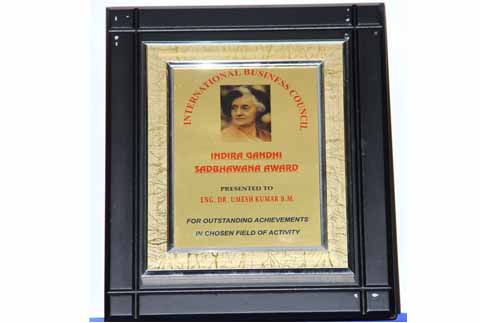 INTERNATIONAL BUSINESS COUNCIL
INDIRA GANDHI
SADBHAWANA AWARD
PRESENTED TO
ENG. DR. UMESH KUMAR B.M.
FOR OUTSTANDING ACHIEVEMENTS
IN CHOSEN FIELD OF ACTIVITY